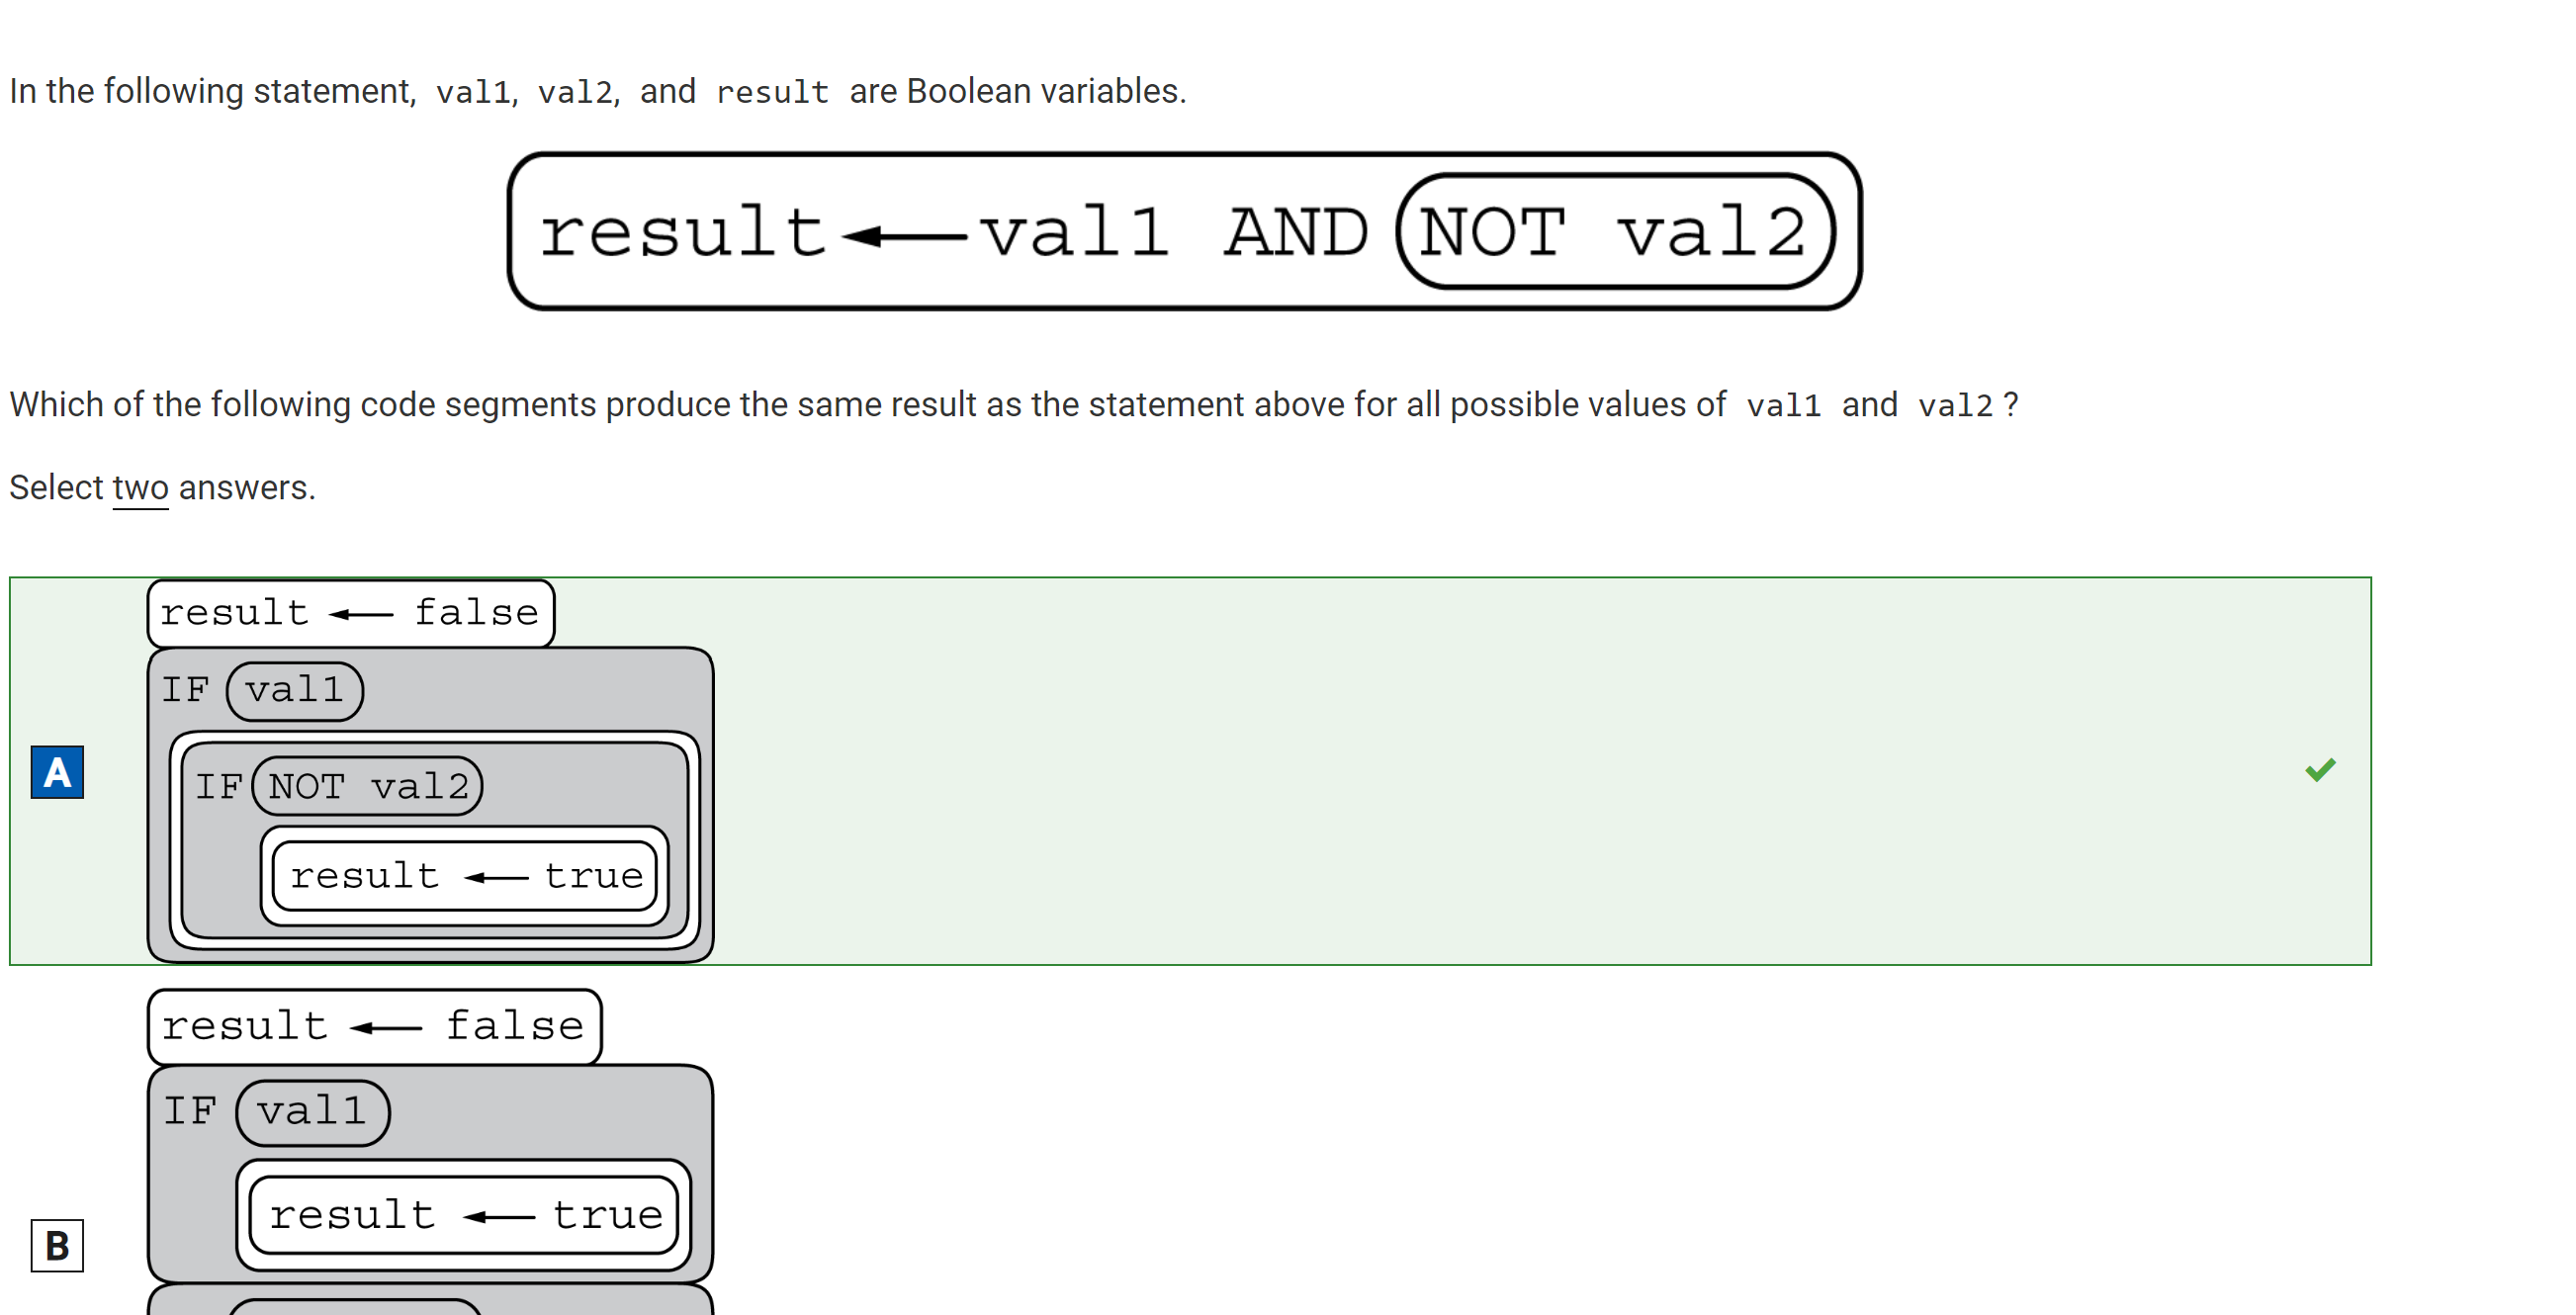 In the following statement, val1, val2, and result are Boolean variables.
result ← val1 AND NOT val2
Which of the following code segments produce the same result as the statement above for all possible values of val1 and val2 ?
Select two answers.
result ← false
IF val1
A
IF NOT val2
result ← true
result ← false
IF val1
result ← true
B